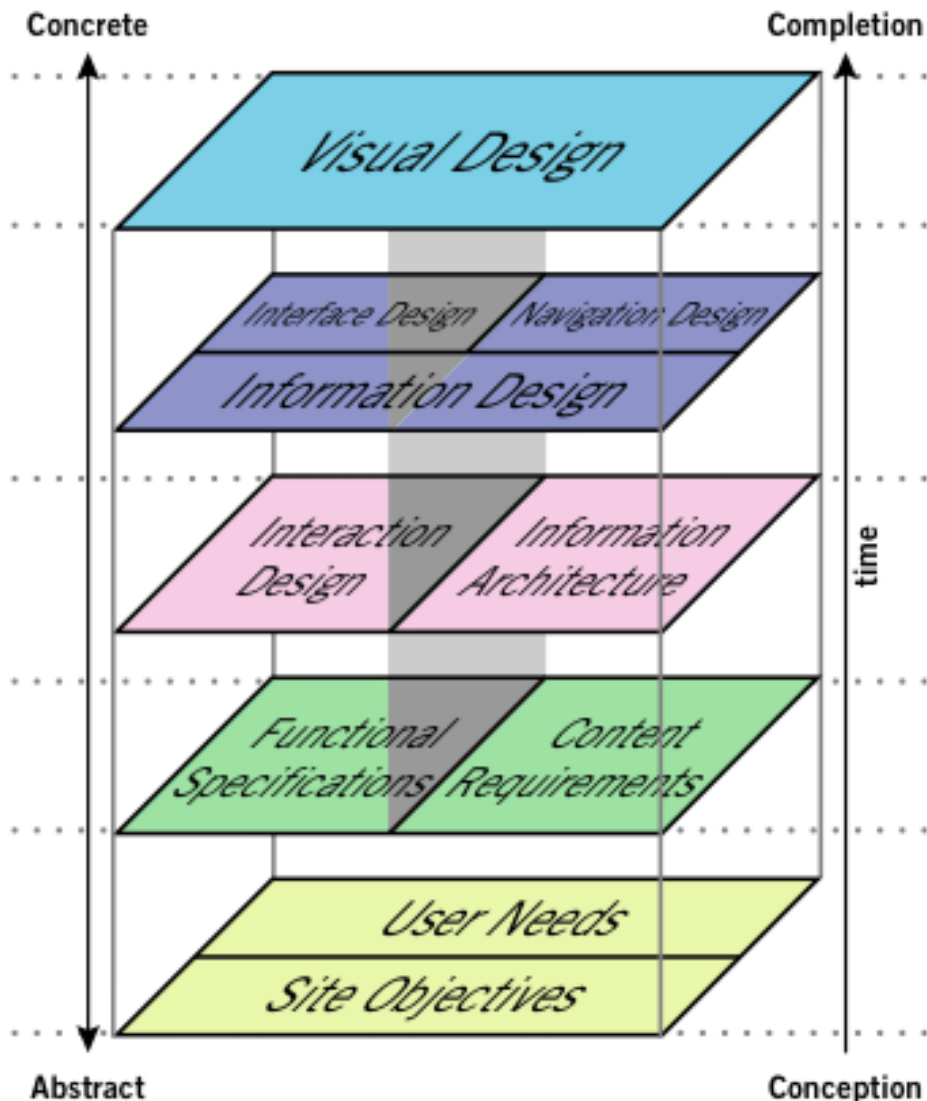 Concrete
Completion
Visual Design
Interface Design
Navigation Design
Information Design
Interaction
Design
Information
Architecture
time
Functional
Specifications
Content
Requirements
User Needs
Site Objectives
Abstract
Conception